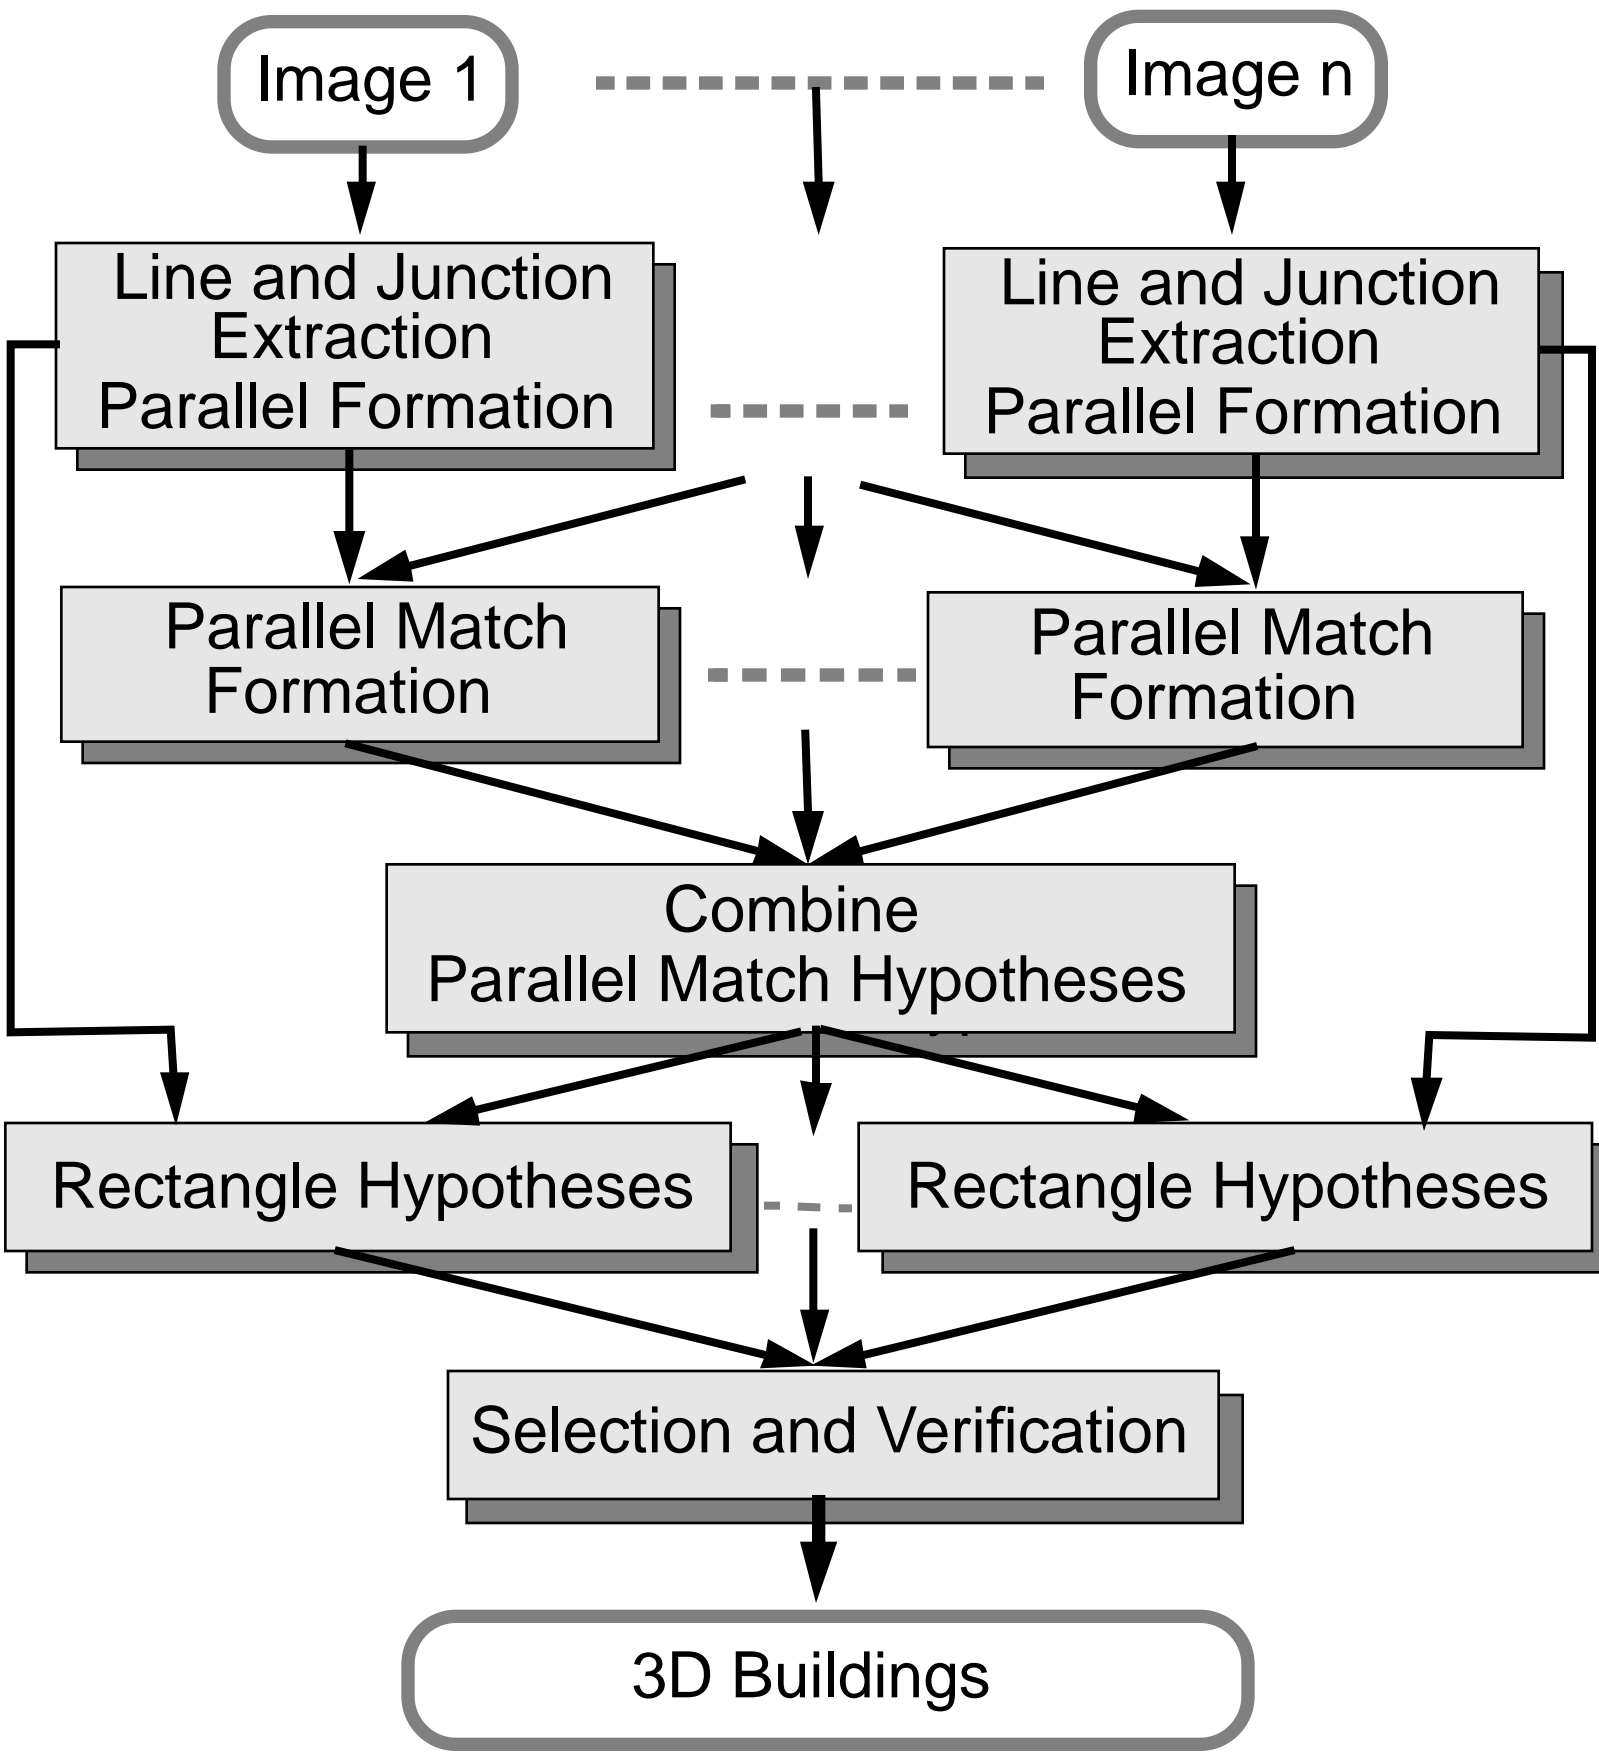 Image 1
Image n
Line and Junction
Extraction
Parallel Formation
Line and Junction
Extraction
Parallel Formation
Parallel Match
Formation
Parallel Match
Formation
Combine
Parallel Match Hypotheses
Rectangle Hypotheses
Rectangle Hypotheses
Selection and Verification
3D Buildings